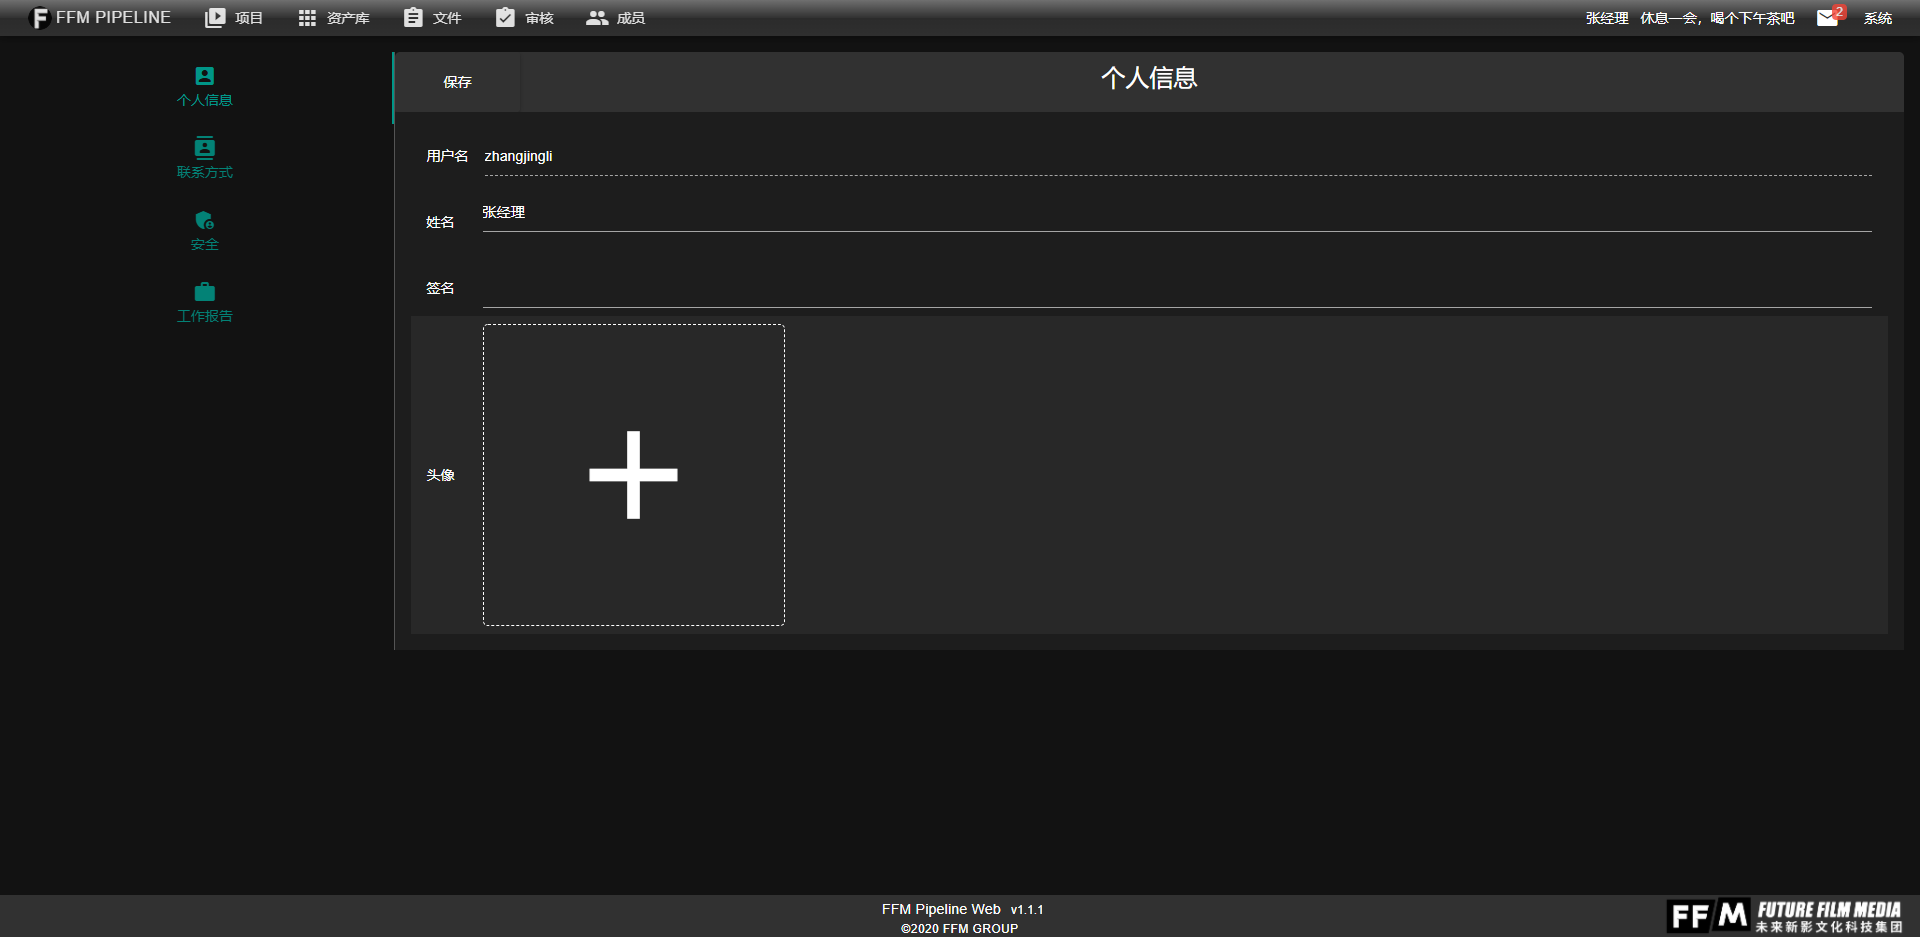 FFM PIPELINE 项目 资产库 文件 审核 成员 张经理 休息一会，喝个下午茶吧 2 系统
个人信息
联系方式
安全
工作报告
保存 个人信息
用户名 zhangjingli
姓名 张经理
签名
头像
FFM Pipeline Web v1.1.1
©2020 FFM GROUP
FFM FUTURE FILM MEDIA
未来新影文化科技集团